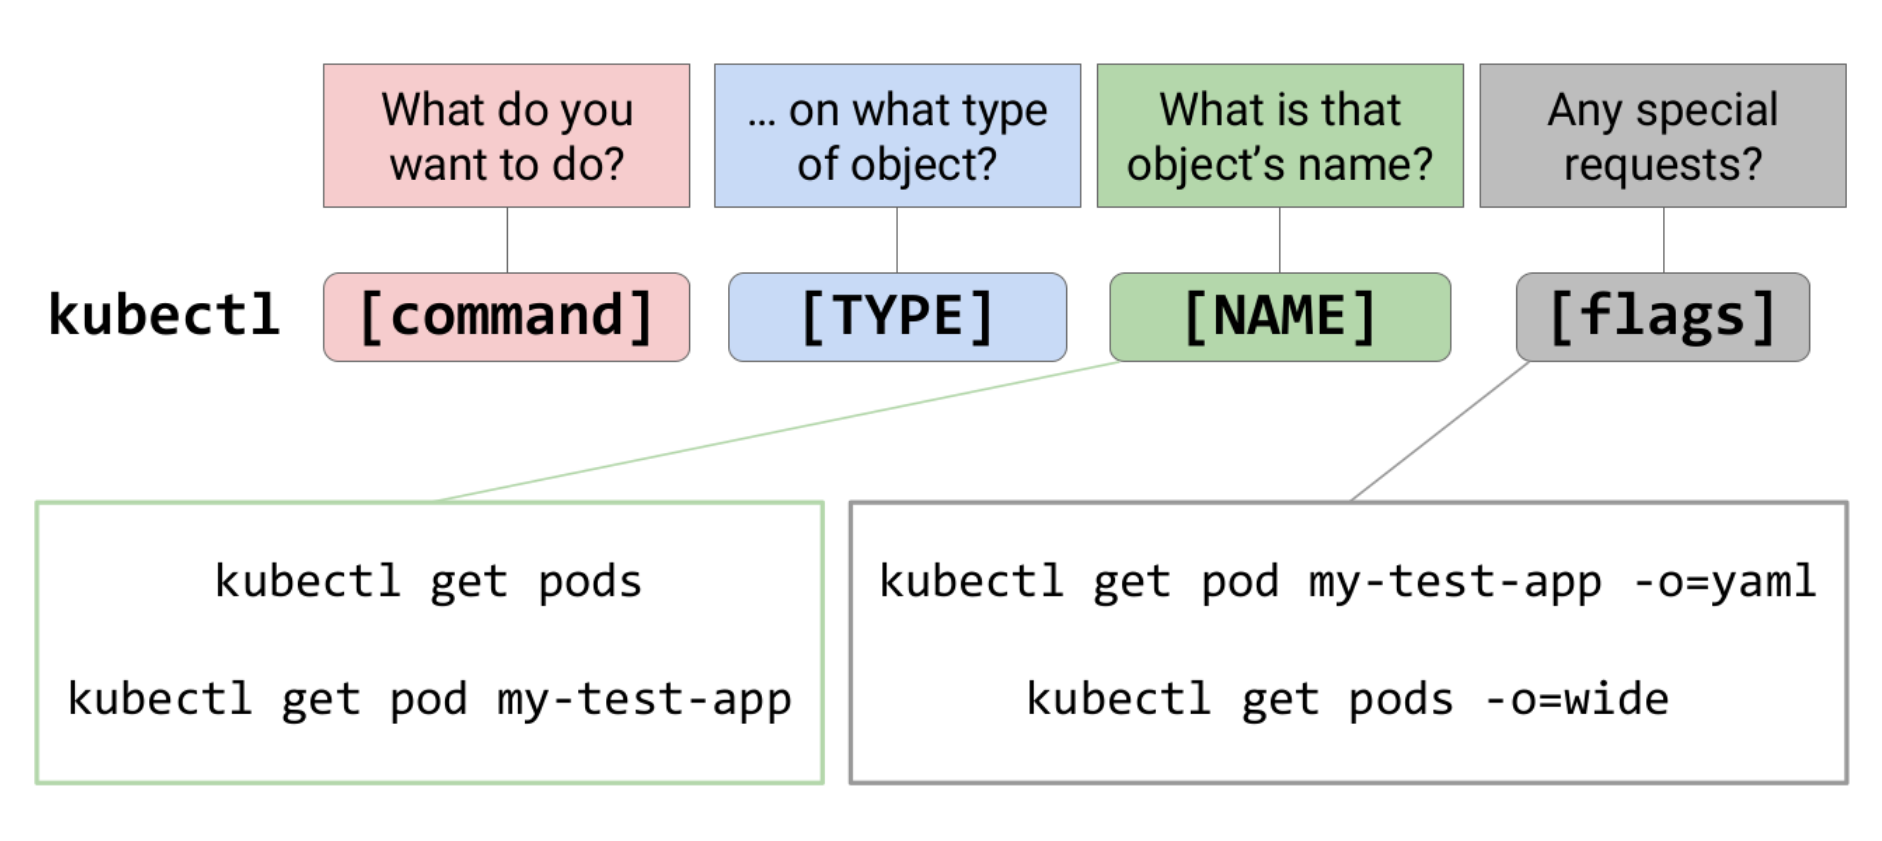 What do you
want to do?
... on what type
of object?
What is that
object’s name?
Any special
requests?
kubectl [command] [TYPE] [NAME] [flags]
kubectl get pods
kubectl get pod my-test-app
kubectl get pod my-test-app -o=yaml
kubectl get pods -o=wide